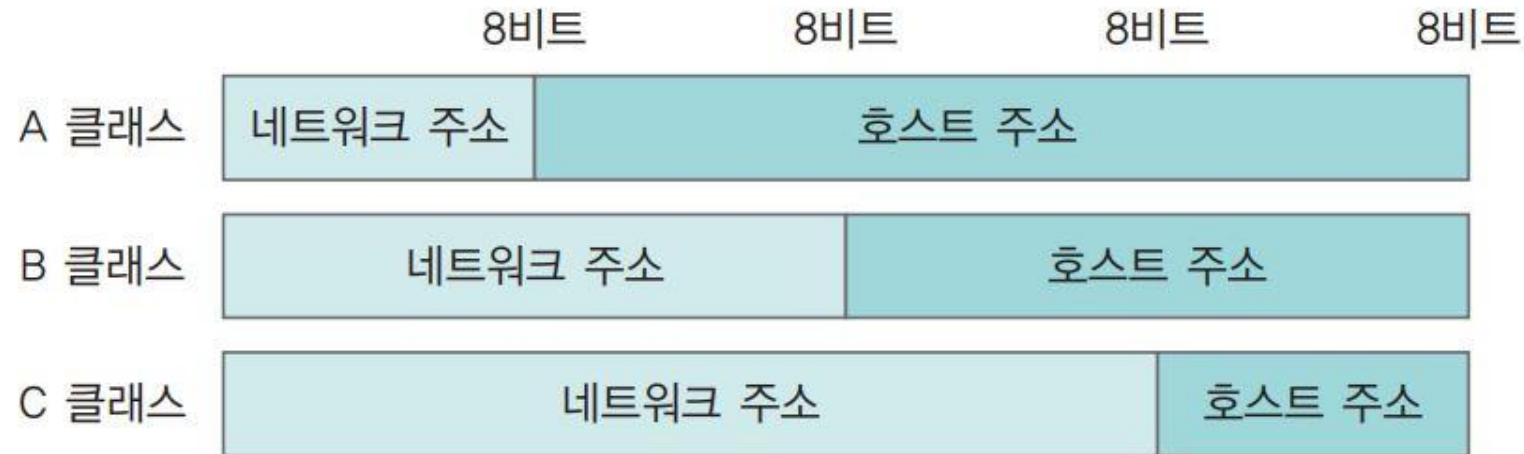 8비트 8비트 8비트 8비트
A 클래스 네트워크 주소 호스트 주소
B 클래스 네트워크 주소 호스트 주소
C 클래스 네트워크 주소 호스트 주소